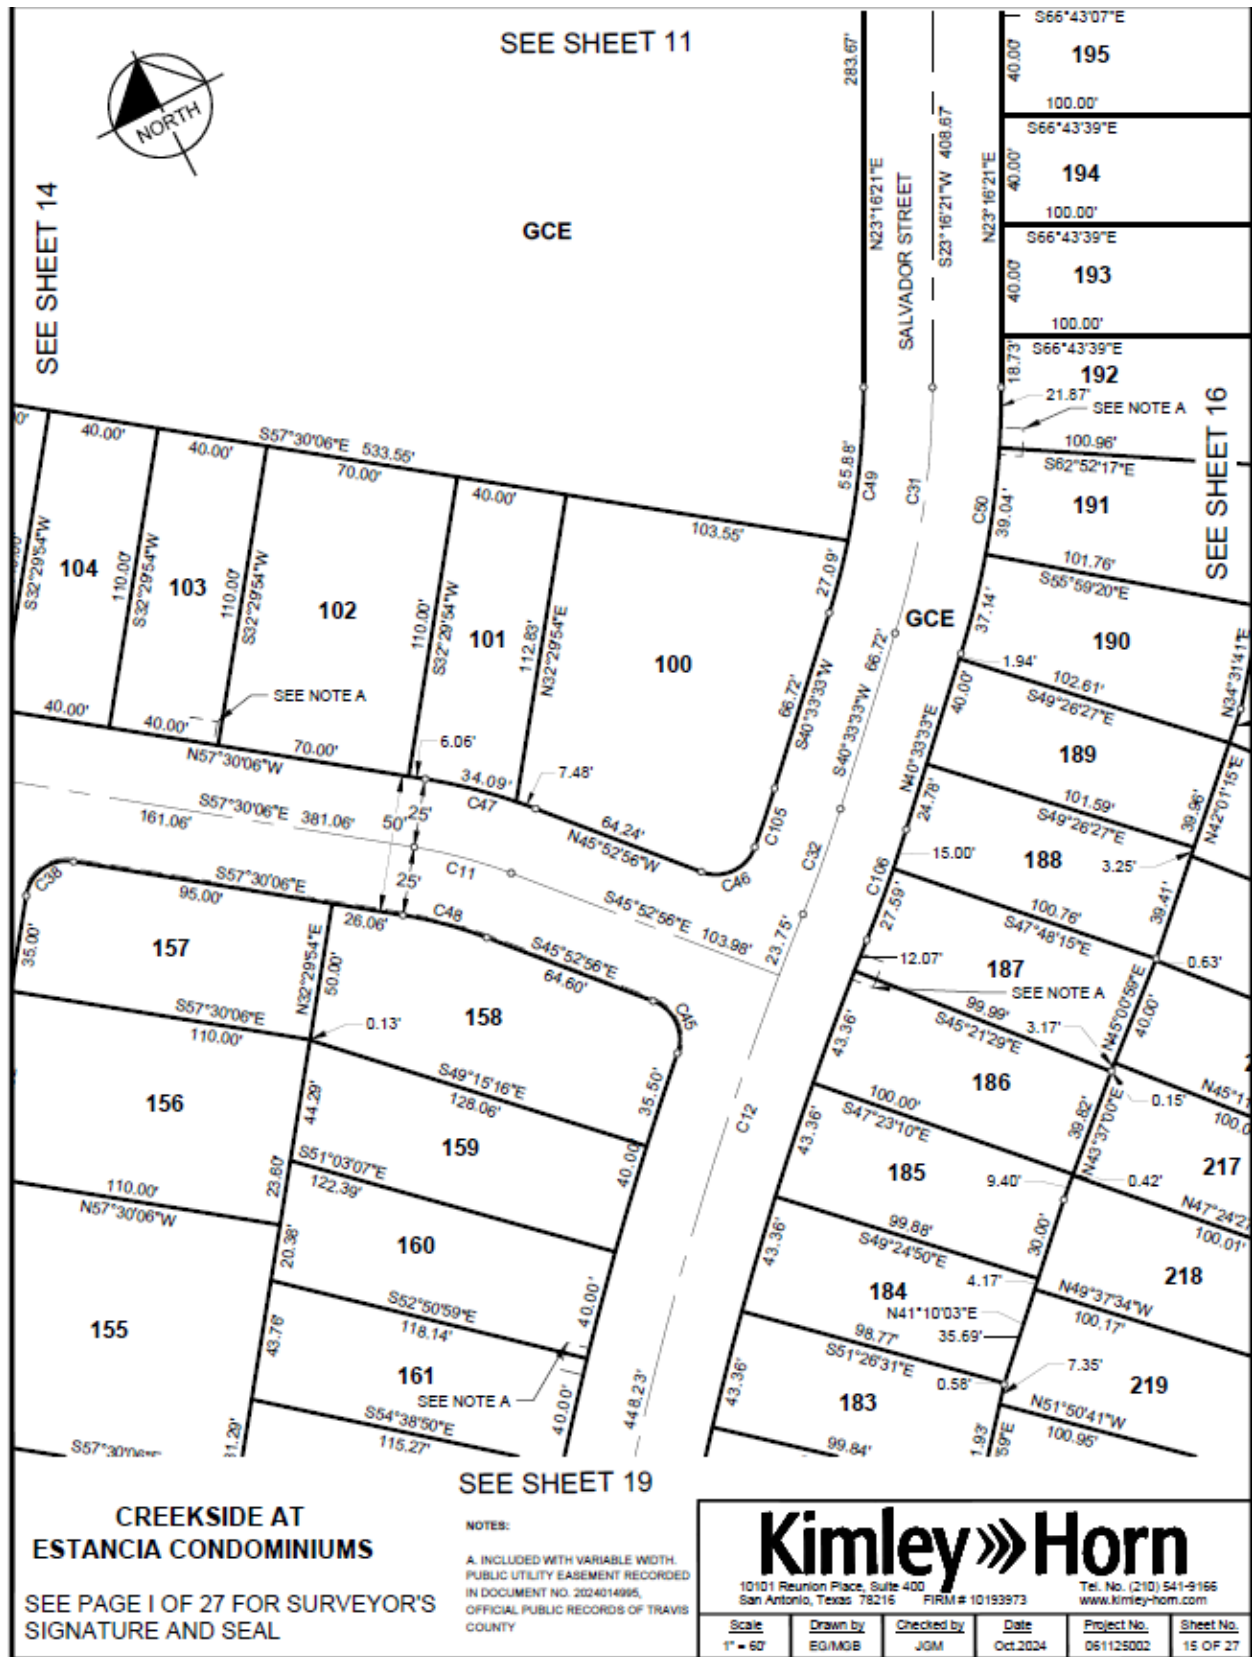 SEE SHEET 11
NORTH
SEE SHEET 14
GCE
283.67'
N23°16'21"E
SALVADOR STREET
S23°16'21"W 408.67'
N23°16'21"E
S66°43'07"E
40.00'
195
100.00'
S66°43'39"E
40.00'
194
100.00'
S66°43'39"E
40.00'
193
100.00'
S66°43'39"E
18.73'
192
21.87'
SEE NOTE A
100.96'
S62°52'17"E
SEE SHEET 16
191
39.04'
C50
C31
C49
55.88'
101.76'
S55°59'20"E
GCE
37.14'
190
1.94'
102.61'
S49°26'27"E
N34°31'41"E
40.00'
N40°33'33"E
189
101.59'
S49°26'27"E
39.96'
N42°01'15"E
24.78'
15.00'
188
3.25'
C106
27.59'
100.76'
S47°48'15"E
39.41'
0.63'
12.07'
187
SEE NOTE A
99.99'
S45°21'29"E
3.17'
N45°00'59"E
40.00'
43.36'
186
0.15'
N45°11
100.0
100.00'
S47°23'10"E
39.82'
N43°37'00"E
217
43.36'
185
9.40'
0.42'
N47°24'2
100.01'
99.88'
S49°24'50"E
30.00'
218
43.36'
184
4.17'
N49°37'34"W
100.17'
N41°10'03"E
35.69'
98.77'
S51°26'31"E
0.58'
7.35'
219
43.36'
183
N51°50'41"W
100.95'
99.84'
1.93'
59"E
40.00'
40.00'
S57°30'06"E 533.55'
70.00'
40.00'
103.55'
27.09'
S32°29'54"W
104
110.00'
S32°29'54"W
103
110.00'
S32°29'54"W
102
110.00'
S32°29'54"W
101
112.83'
N32°29'54"E
100
66.72'
S40°33'33"W
66.72'
S40°33'33"W
SEE NOTE A
40.00'
40.00'
N57°30'06"W
70.00'
6.06'
34.09'
C47
7.48'
64.24'
N45°52'56"W
C46
C105
C32
S57°30'06"E 381.06'
161.06'
50'
25'
25'
C11
S45°52'56"E 103.98'
23.75'
C38
S57°30'06"E
95.00'
26.06'
C48
S45°52'56"E
64.60'
C45
35.00'
157
N32°29'54"E
50.00'
158
S57°30'06"E
110.00'
0.13'
S49°15'16"E
128.06'
35.50'
C12
156
44.29'
159
40.00'
S51°03'07"E
122.39'
110.00'
N57°30'06"W
23.60'
20.38'
160
40.00'
S52°50'59"E
118.14'
155
43.76'
161
SEE NOTE A
40.00'
448.23'
S54°38'50"E
115.27'
S57°30'06"E
SEE SHEET 19
CREEKSIDE AT
ESTANCIA CONDOMINIUMS
SEE PAGE I OF 27 FOR SURVEYOR'S
SIGNATURE AND SEAL
NOTES:
A. INCLUDED WITH VARIABLE WIDTH.
PUBLIC UTILITY EASEMENT RECORDED
IN DOCUMENT NO. 2024014995,
OFFICIAL PUBLIC RECORDS OF TRAVIS
COUNTY
Kimley»Horn
10101 Reunion Place, Suite 400
San Antonio, Texas 78216 FIRM # 10193973
Tel. No. (210) 541-9166
www.kimley-horn.com
Scale Drawn by Checked by Date Project No. Sheet No.
1" = 60' EG/MGB JGM Oct.2024 061125002 15 OF 27